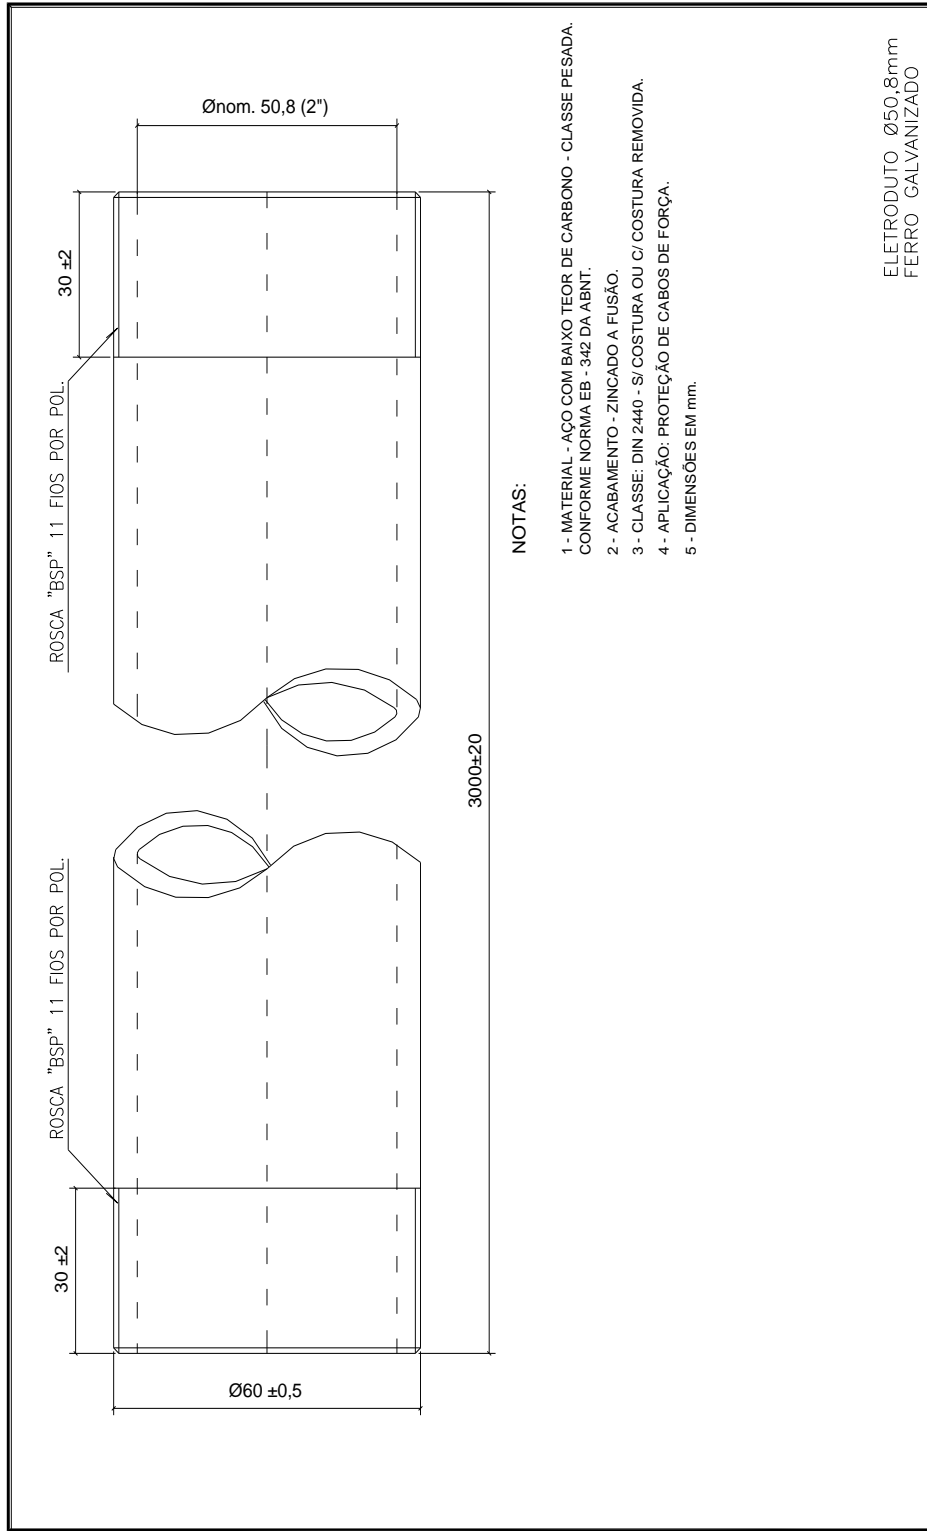 Ønom. 50,8 (2")
30 ±2
ROSCA "BSP" 11 FIOS POR POL.
3000±20
ROSCA "BSP" 11 FIOS POR POL.
30 ±2
Ø60 ±0,5
NOTAS:
1 - MATERIAL - AÇO COM BAIXO TEOR DE CARBONO - CLASSE PESADA.
CONFORME NORMA EB - 342 DA ABNT.
2 - ACABAMENTO - ZINCADO A FUSÃO.
3 - CLASSE: DIN 2440 - S/ COSTURA OU C/ COSTURA REMOVIDA.
4 - APLICAÇÃO: PROTEÇÃO DE CABOS DE FORÇA.
5 - DIMENSÕES EM mm.
ELETRODUTO Ø50,8mm
FERRO GALVANIZADO